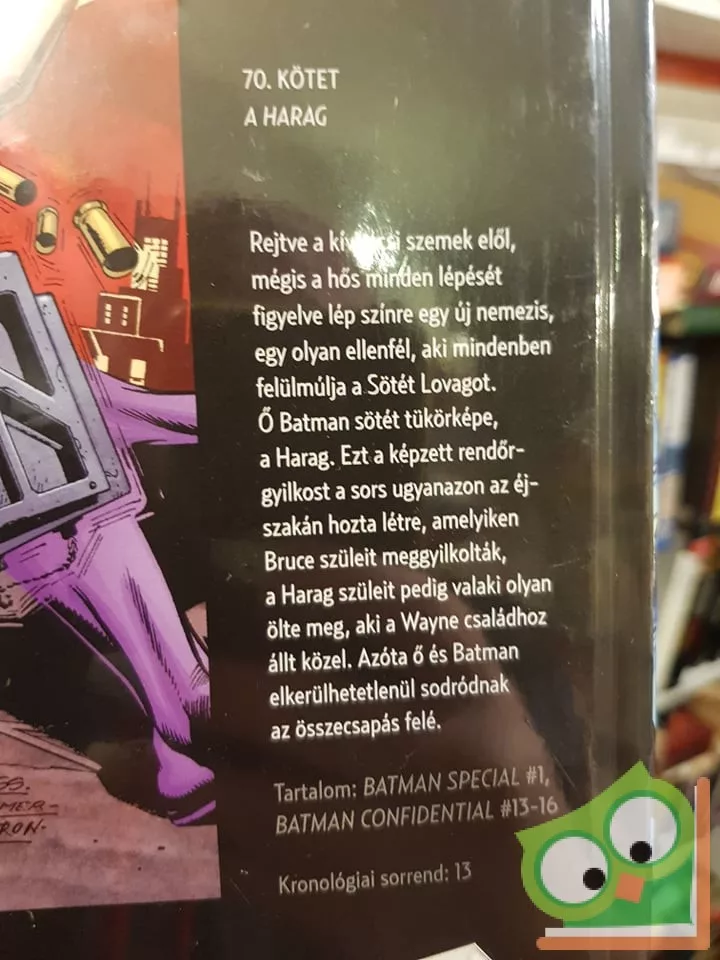 70. KÖTET
A HARAG
Rejtve a szemek elől,
mégis a hős minden lépését
figyelve lép színre egy új nemezis,
egy olyan ellenfél, aki mindenben
felülmúlja a Sötét Lovagot.
Ő Batman sötét tükörképe,
a Harag. Ezt a képzett rendőr-
gyilkost a sors ugyanazon az éj-
szakán hozta létre, amelyiken
Bruce szüleit meggyilkolták,
a Harag szüleit pedig valaki olyan
ölte meg, aki a Wayne családhoz
állt közel. Azóta ő és Batman
elkerülhetetlenül sodródnak
az összecsapás felé.
Tartalom: BATMAN SPECIAL #1,
BATMAN CONFIDENTIAL #13-16
Kronológiai sorrend: 13